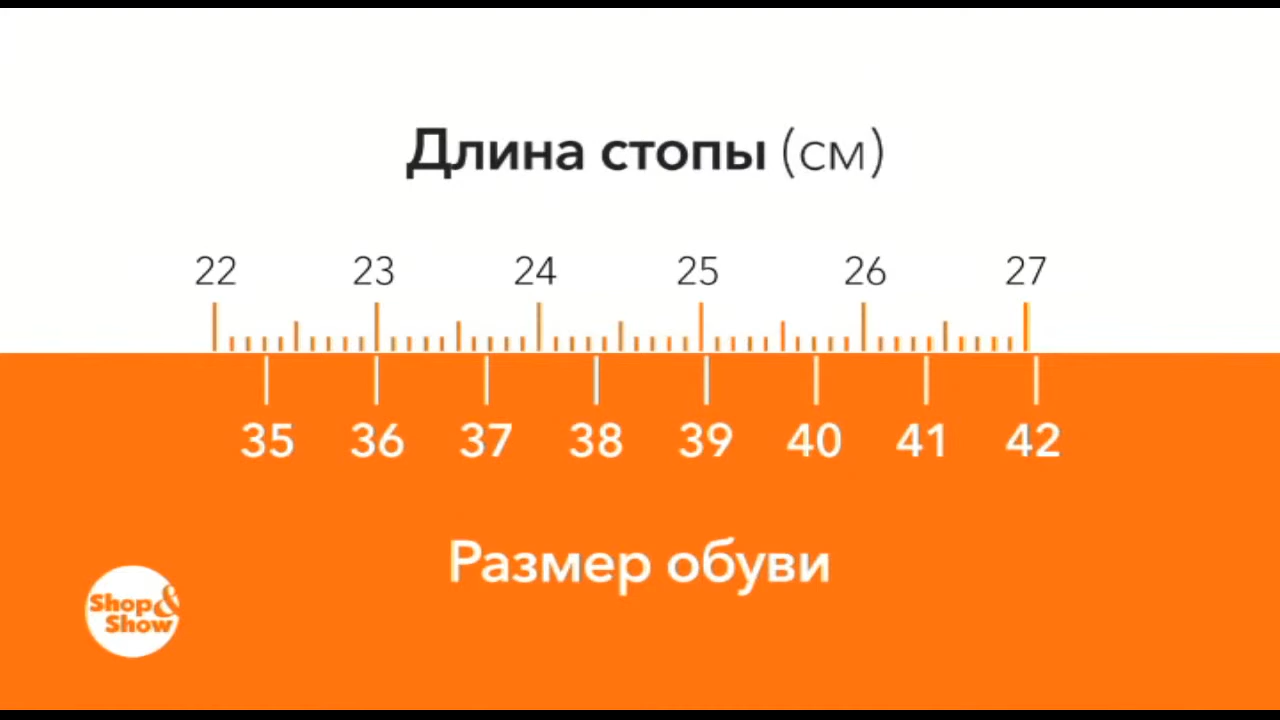 Длина стопы (см)
22 23 24 25 26 27
35 36 37 38 39 40 41 42
Размер обуви
Shop&
Show